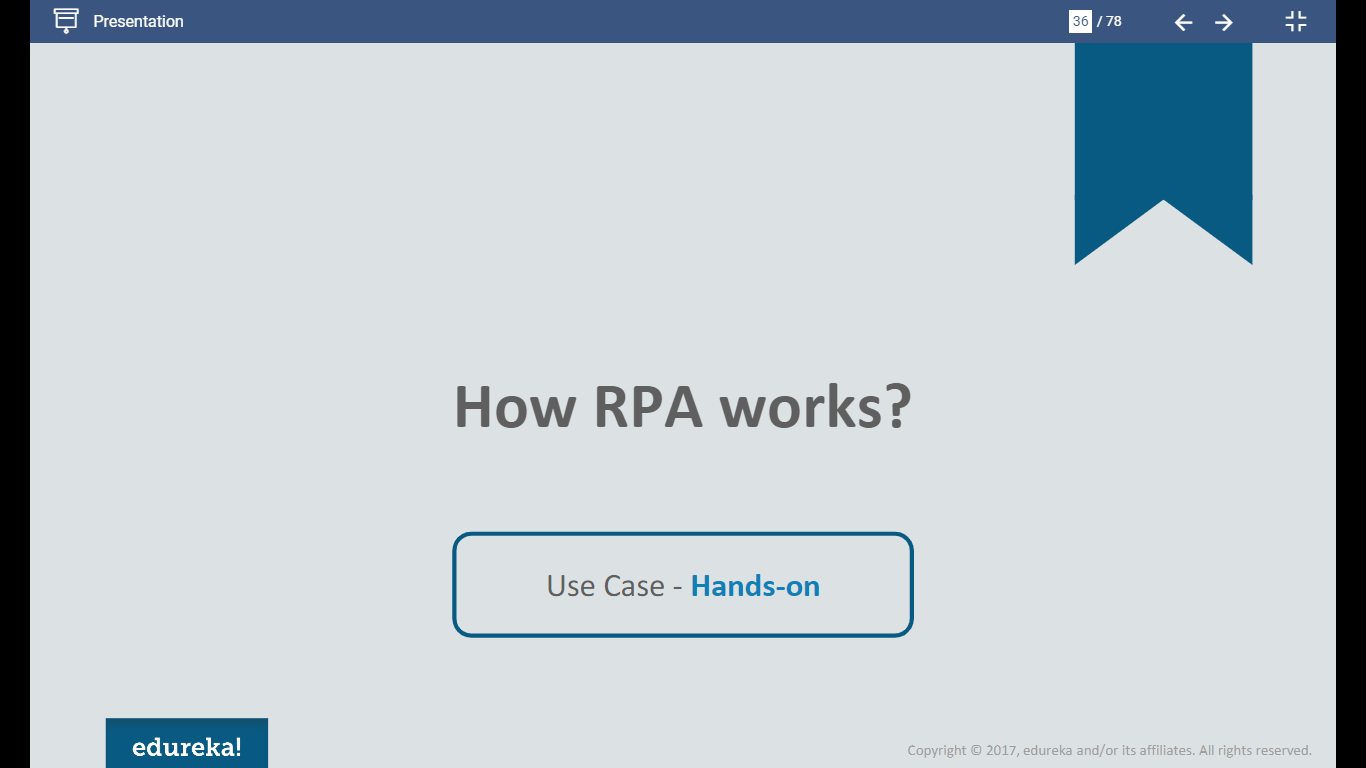 Presentation
36 / 78
How RPA works?
Use Case - Hands-on
edureka!
Copyright © 2017, edureka and/or its affiliates. All rights reserved.